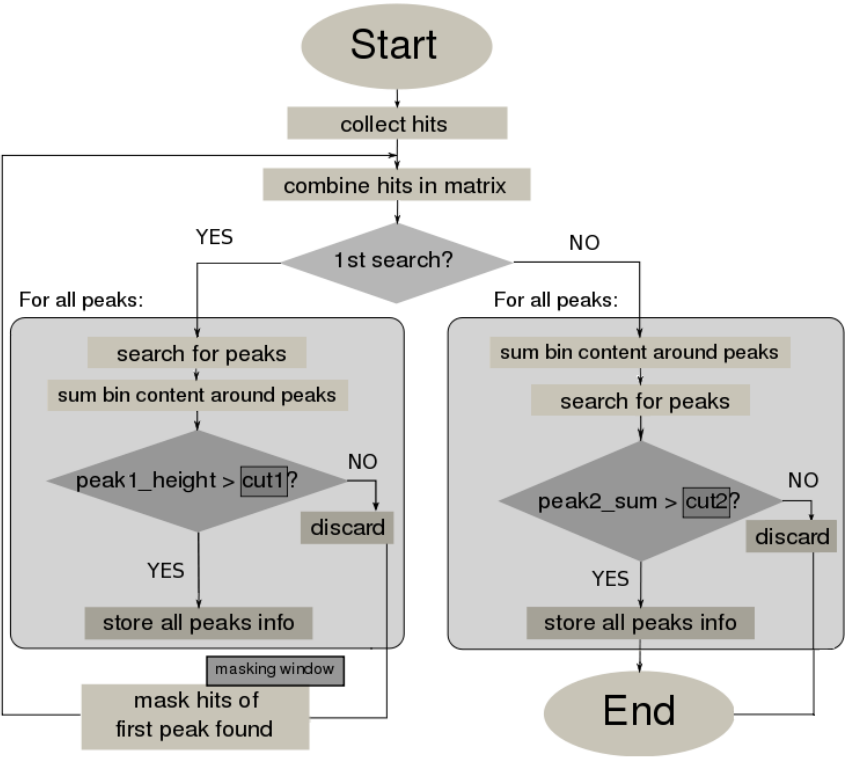 Start
collect hits
combine hits in matrix
1st search?
YES
NO
For all peaks:
search for peaks
sum bin content around peaks
peak1_height > cut1?
NO
discard
YES
store all peaks info
masking window
mask hits of
first peak found
For all peaks:
sum bin content around peaks
search for peaks
peak2_sum > cut2?
NO
discard
YES
store all peaks info
End